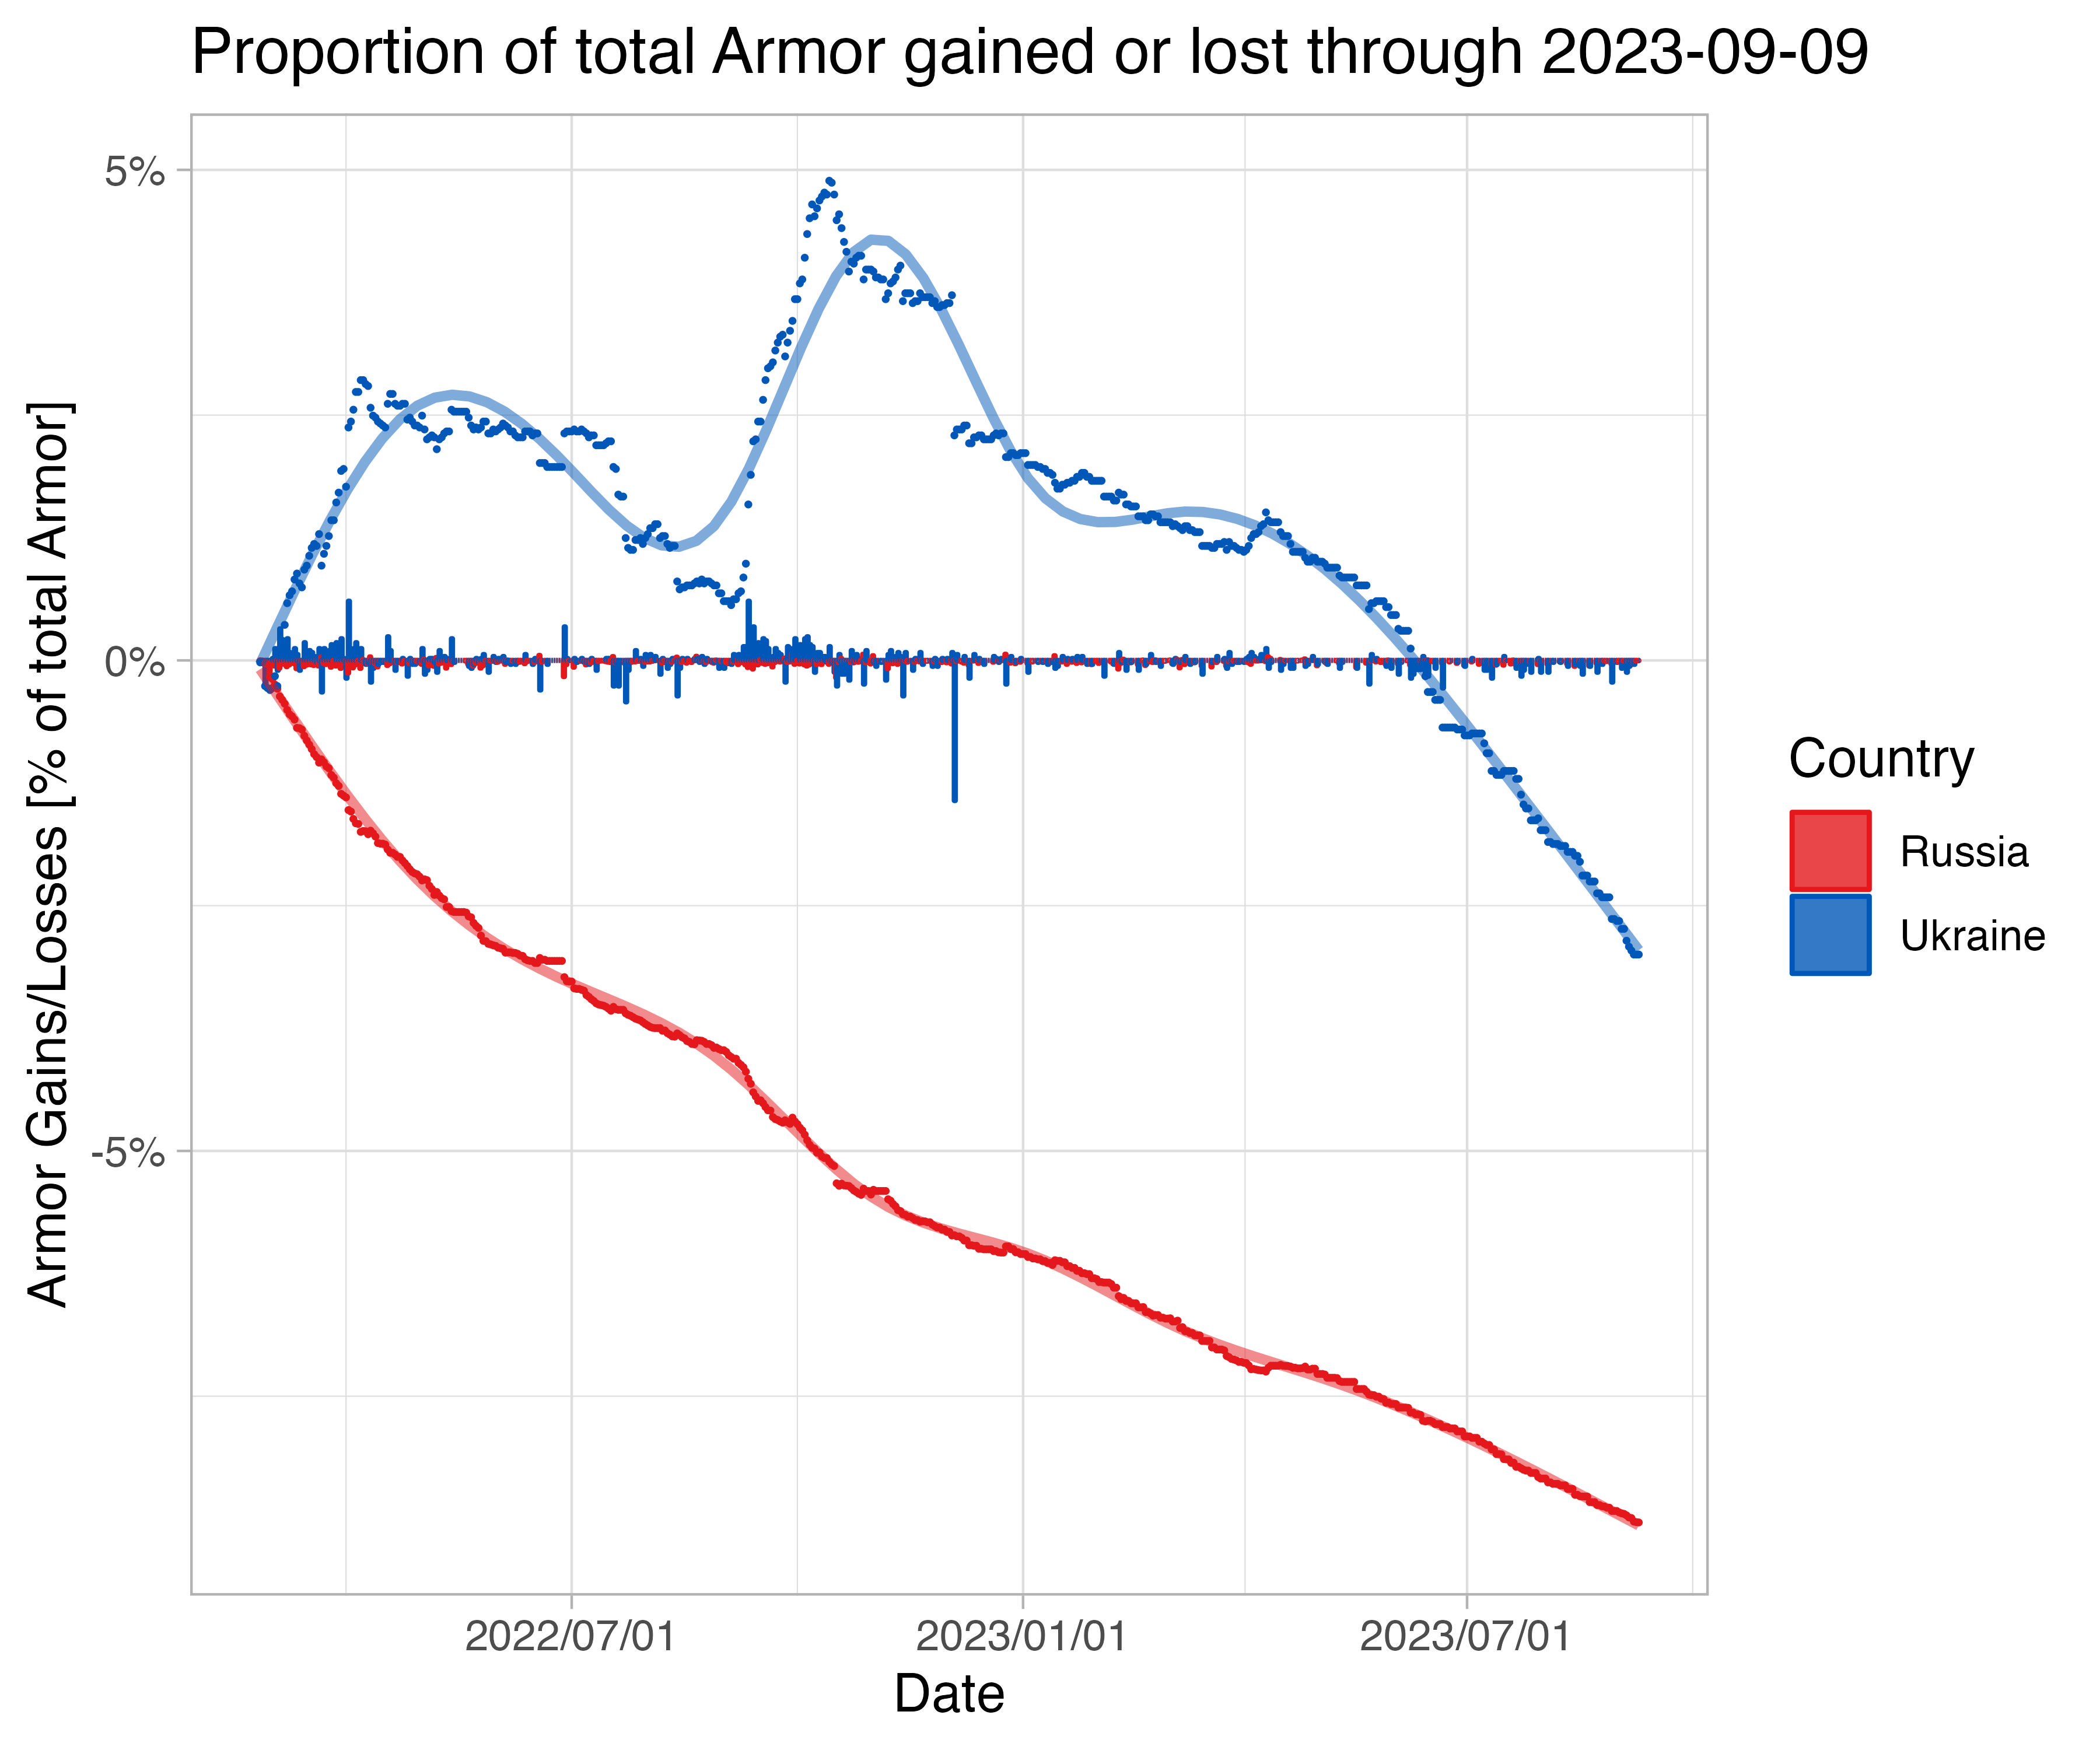 Proportion of total Armor gained or lost through 2023-09-09
Armor Gains/Losses [% of total Armor]
5%
0%
-5%
2022/07/01
2023/01/01
2023/07/01
Date
Country
Russia
Ukraine